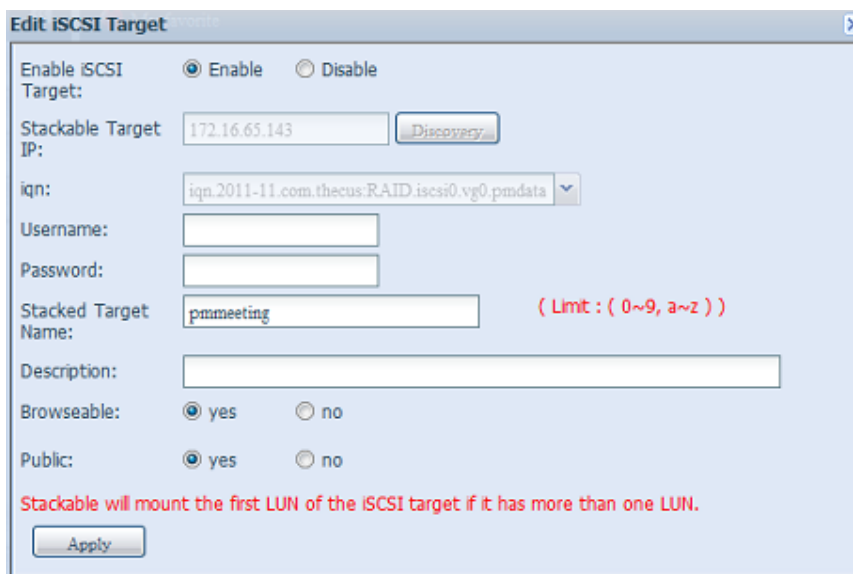 Edit iSCSI Target
Enable iSCSI Target: Enable Disable
Stackable Target IP: 172.16.65.143 Discovery
iqn: iqn.2011-11.com.thecus:RAID.iscsi0.vg0.pmdata
Username:
Password:
Stacked Target Name: pmmeeting ( Limit : ( 0~9, a~z ) )
Description:
Browseable: yes no
Public: yes no
Stackable will mount the first LUN of the iSCSI target if it has more than one LUN.
Apply